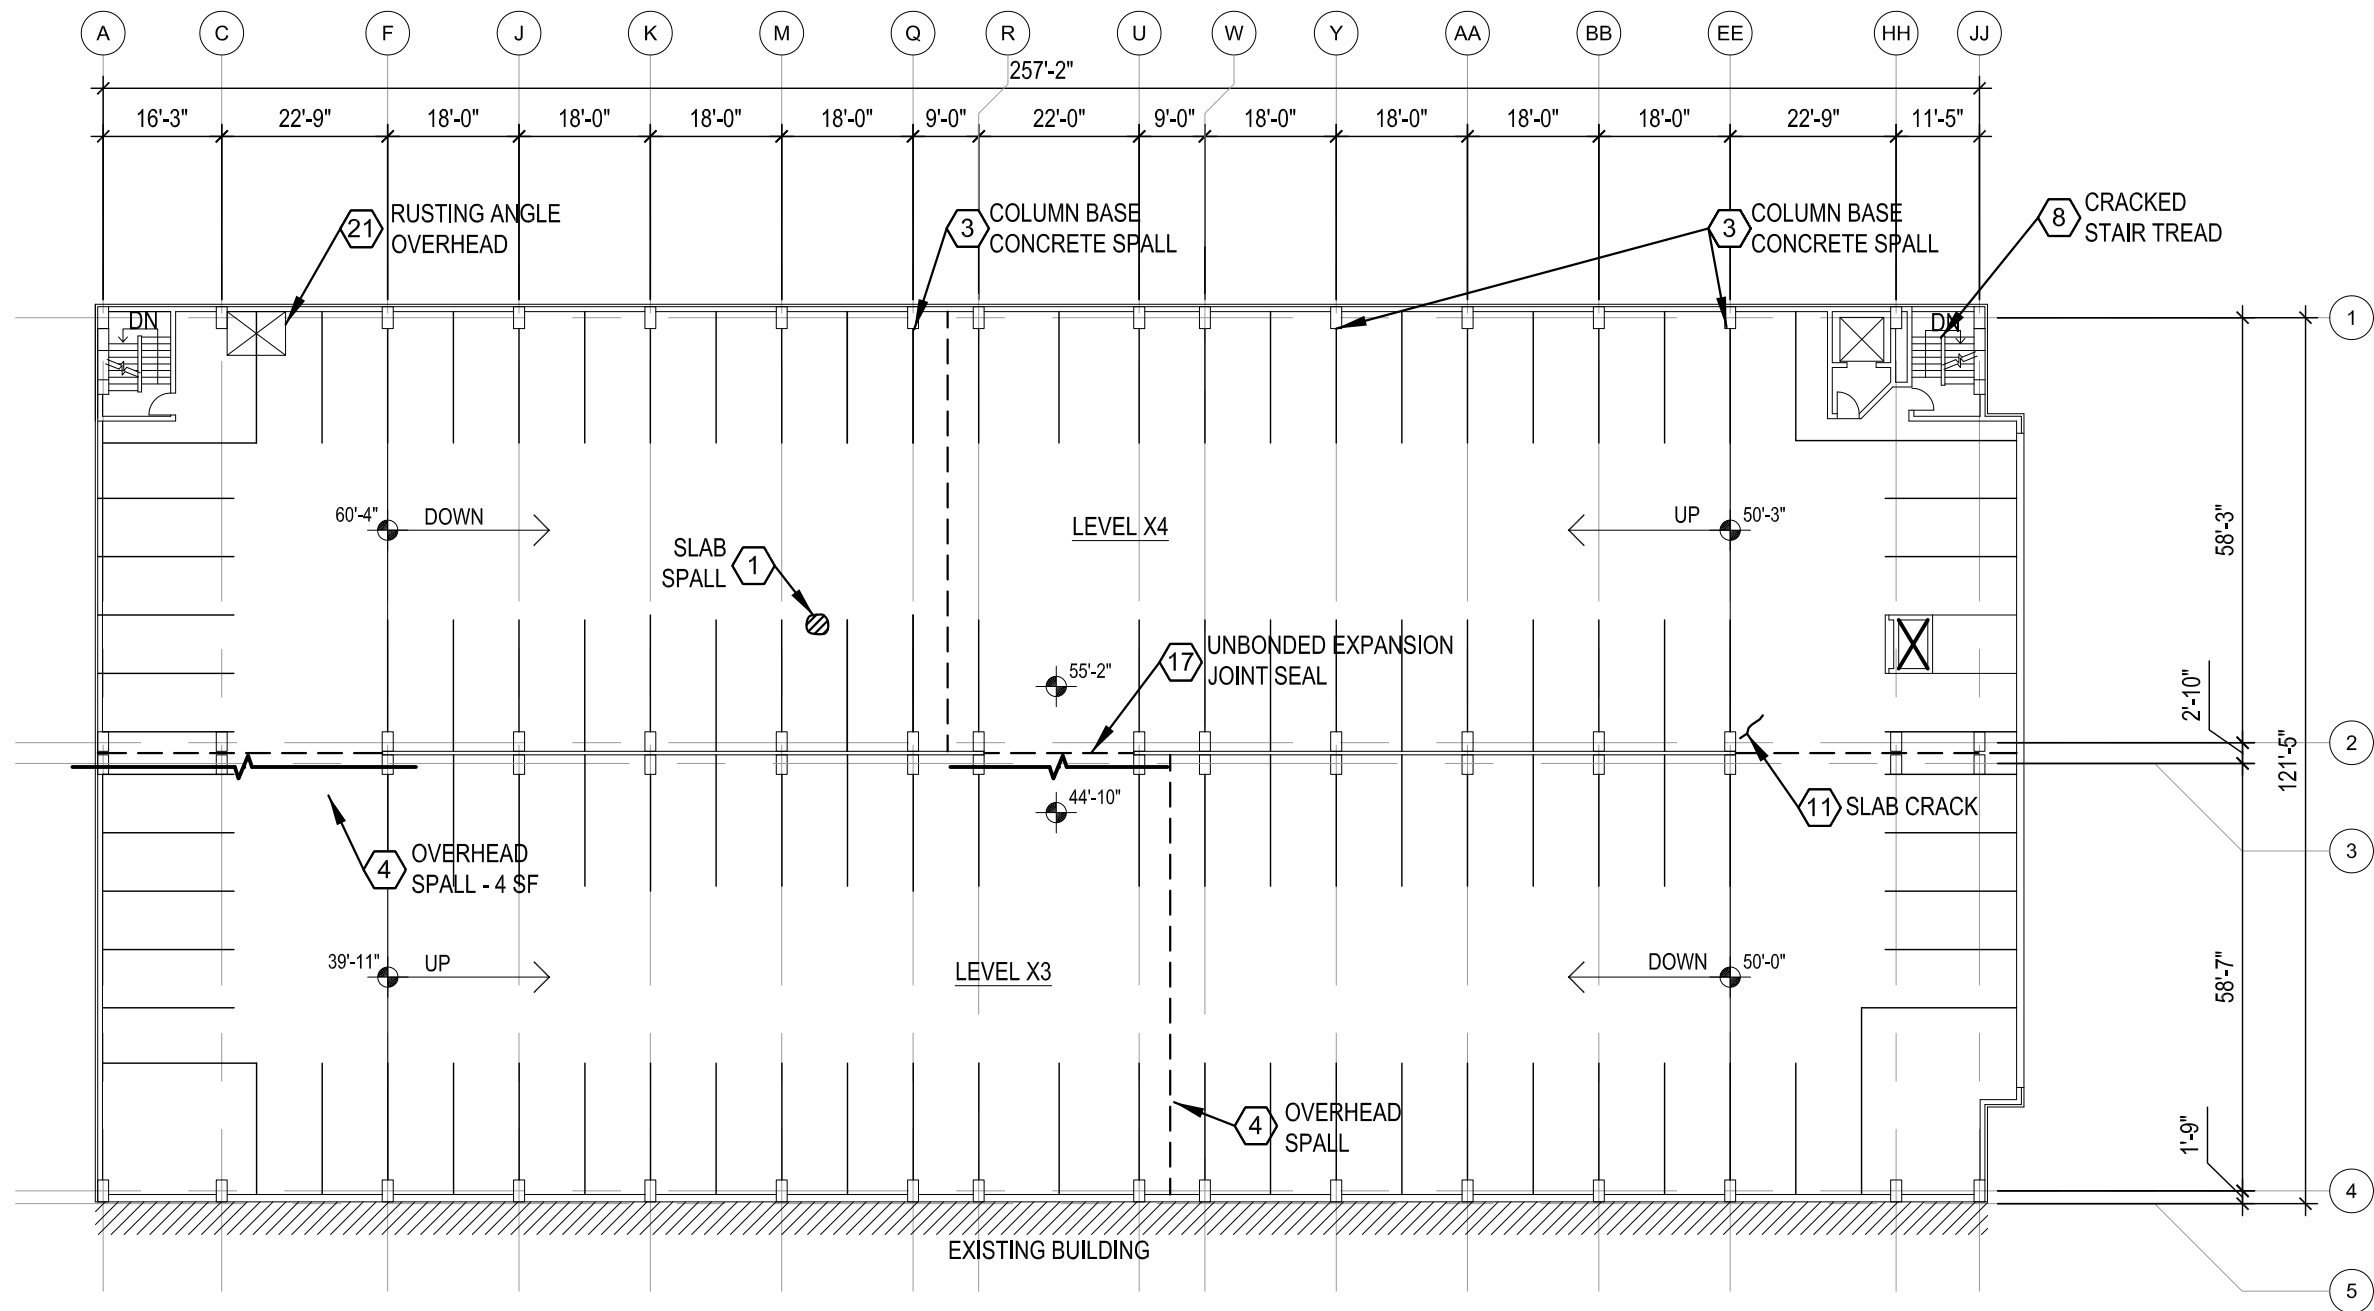 A C F J K M Q R U W Y AA BB EE HH JJ
257'-2"
16'-3" 22'-9" 18'-0" 18'-0" 18'-0" 18'-0" 9'-0" 22'-0" 9'-0" 18'-0" 18'-0" 18'-0" 18'-0" 22'-9" 11'-5"
21 RUSTING ANGLE
OVERHEAD
3 COLUMN BASE
CONCRETE SPALL
3 COLUMN BASE
CONCRETE SPALL
8 CRACKED
STAIR TREAD
DN
DN
1
60'-4" DOWN
LEVEL X4
UP 50'-3"
58'-3"
SLAB
SPALL
1
17 UNBONDED EXPANSION
JOINT SEAL
55'-2"
2'-10"
2
121'-5"
44'-10"
11 SLAB CRACK
3
4 OVERHEAD
SPALL - 4 SF
39'-11" UP
LEVEL X3
DOWN 50'-0"
58'-7"
4 OVERHEAD
SPALL
1'-9"
4
EXISTING BUILDING
5